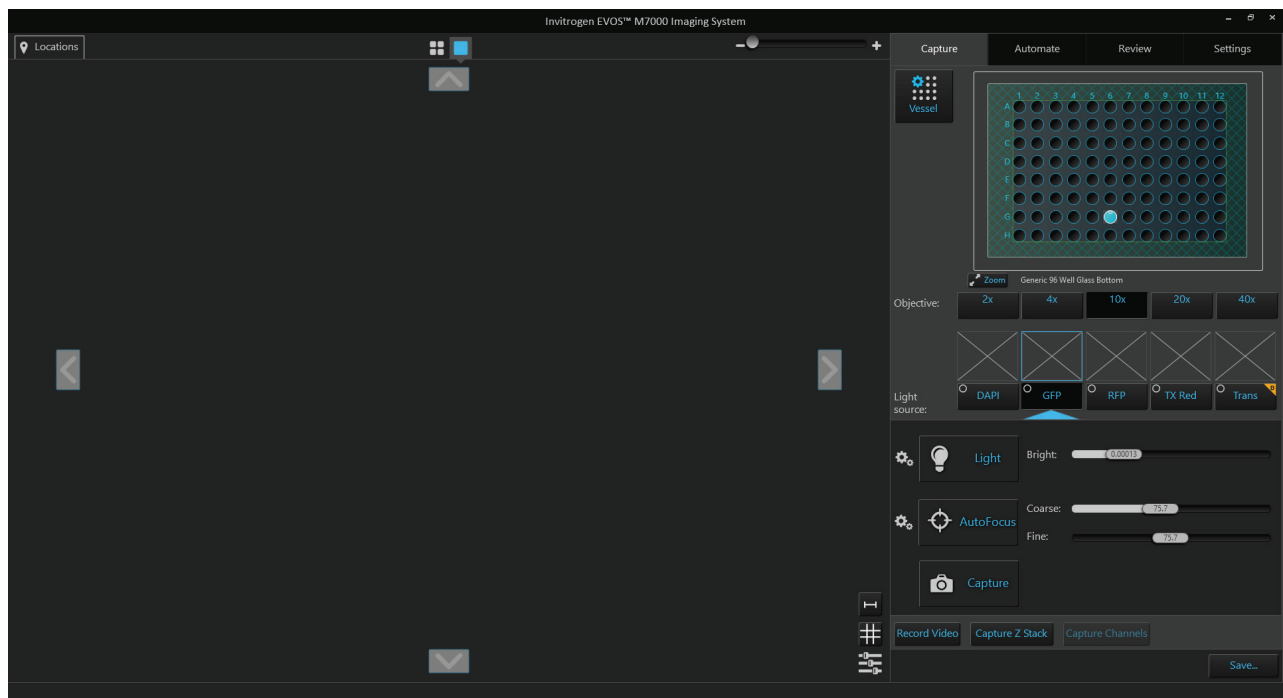 Invitrogen EVOS™ M7000 Imaging System
Locations
Capture Automate Review Settings
Vessel
1 2 3 4 5 6 7 8 9 10 11 12
A
B
C
D
E
F
G
H
Zoom Generic 96 Well Glass Bottom
Objective: 2x 4x 10x 20x 40x
Light source: DAPI GFP RFP TX Red Trans
Light Bright: 0.00013
AutoFocus Coarse: 75.7
Fine: 75.7
Capture
Record Video Capture Z Stack Capture Channels
Save...